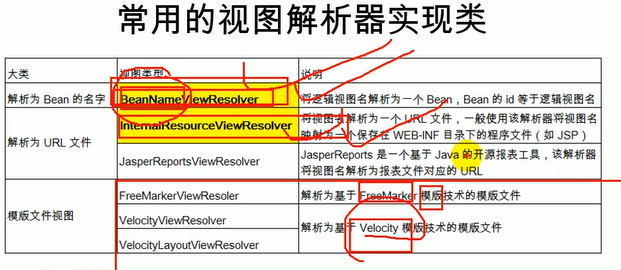 常用的视图解析器实现类
大类 视图类型 说明
解析为 Bean 的名字 BeanNameViewResolver 将逻辑视图名解析为一个 Bean，Bean 的 id 等于逻辑视图名
解析为 URL 文件 InternalResourceViewResolver 将视图名解析为一个 URL 文件，一般使用该解析器将视图名
映射为一个保存在 WEB-INF 目录下的程序文件（如 JSP）
JasperReportsViewResolver JasperReports 是一个基于 Java 的开源报表工具，该解析器
将视图名解析为报表文件对应的 URL
模版文件视图 FreeMarkerViewResoler 解析为基于 FreeMarker 模版技术的模版文件
VelocityViewResolver 解析为基于 Velocity 模版技术的模版文件
VelocityLayoutViewResolver